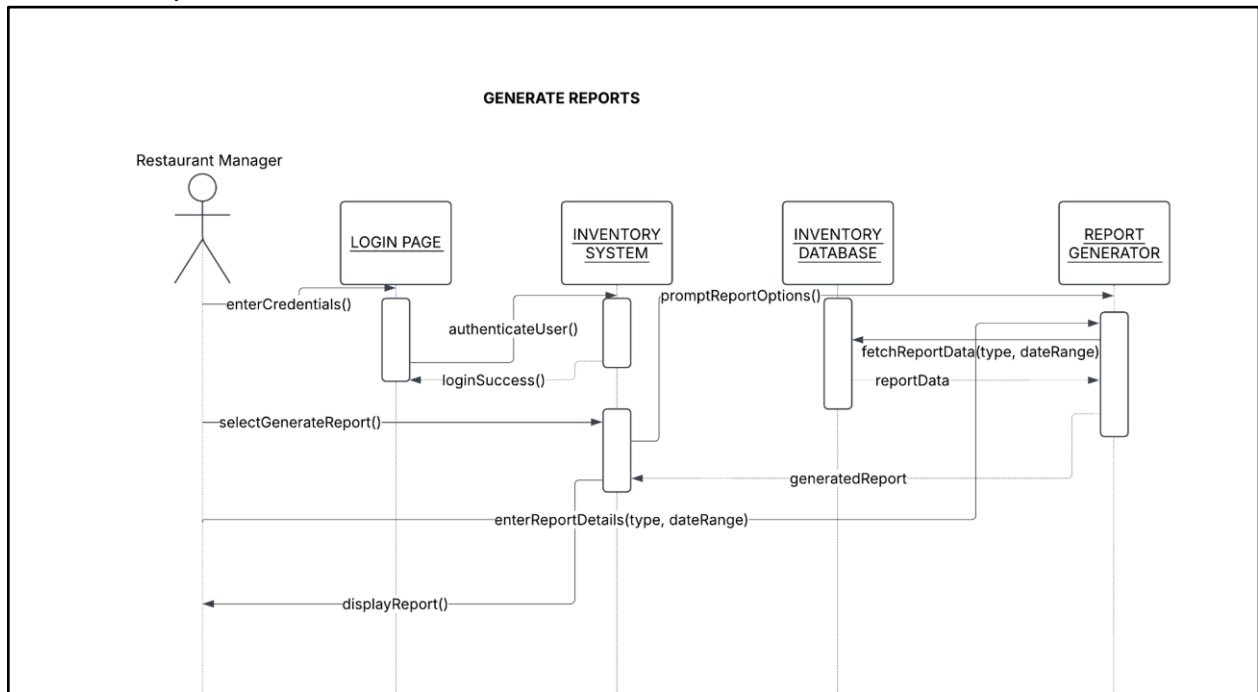 GENERATE REPORTS
Restaurant Manager
LOGIN PAGE
INVENTORY
SYSTEM
INVENTORY
DATABASE
REPORT
GENERATOR
enterCredentials()
promptReportOptions()
authenticateUser()
fetchReportData(type, dateRange)
loginSuccess()
reportData
selectGenerateReport()
generatedReport
enterReportDetails(type, dateRange)
displayReport()